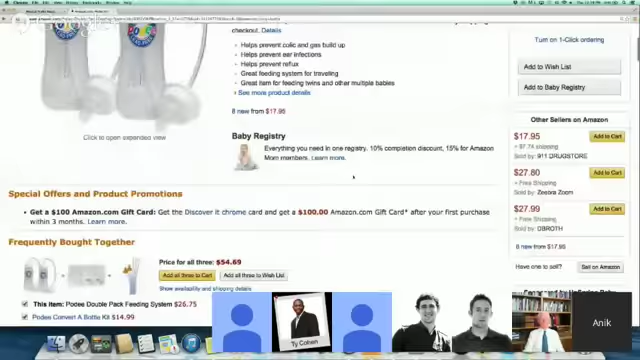 checkout. Details
• Helps prevent colic and gas build up
• Helps prevent ear infections
• Helps prevent reflux
• Great feeding system for traveling
• Great item for feeding twins and other multiple babies
› See more product details
8 new from $17.95
Click to open expanded view
Baby Registry
Everything you need in one registry. 10% completion discount, 15% for Amazon
Mom members. Learn more.
Special Offers and Product Promotions
• Get a $100 Amazon.com Gift Card: Get the Discover it chrome card and get a $100.00 Amazon.com Gift Card* after your first purchase
within 3 months. Learn more.
Frequently Bought Together
Price for all three: $54.69
Add all three to Cart
Add all three to Wish List
Show availability and shipping details
This item: Podee Double Pack Feeding System $26.75
Podee Convert A Bottle Kit $14.99
Turn on 1-Click ordering
Add to Wish List
Add to Baby Registry
Other Sellers on Amazon
$17.95
Add to Cart
+ $7.74 shipping
Sold by: 911 DRUGSTORE
$27.80
Add to Cart
+ Free Shipping
Sold by: Zeebra Zoom
$27.99
Add to Cart
+ Free Shipping
Sold by: DBROTH
8 new from $17.95
Have one to sell?
Sell on Amazon
Ty Cohen
Anik